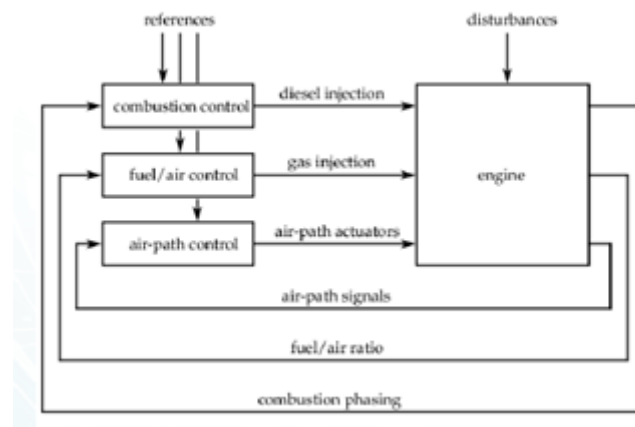 references
disturbances
combustion control
diesel injection
fuel/air control
gas injection
engine
air-path control
air-path actuators
air-path signals
fuel/air ratio
combustion phasing